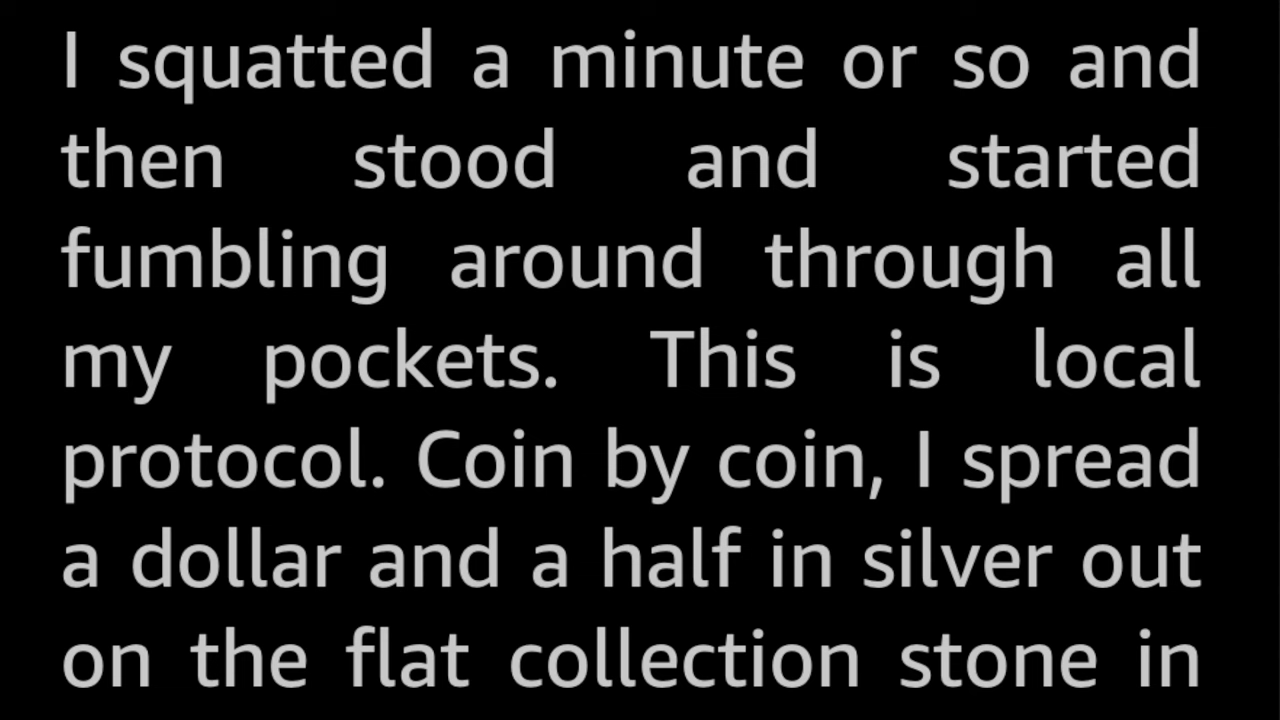 I squatted a minute or so and
then stood and started
fumbling around through all
my pockets. This is local
protocol. Coin by coin, I spread
a dollar and a half in silver out
on the flat collection stone in